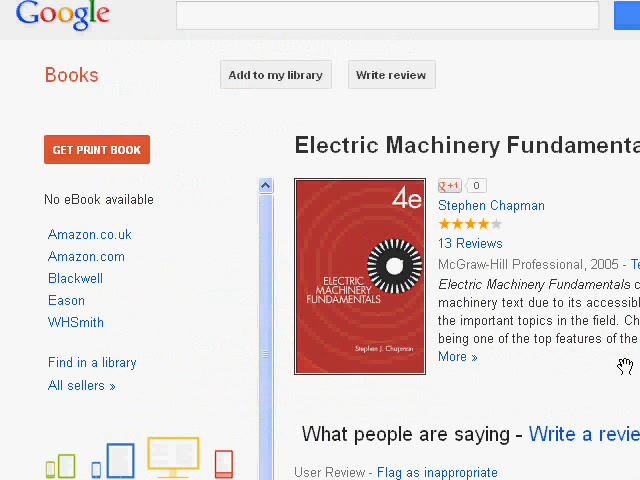 Google
Books
Add to my library
Write review
GET PRINT BOOK
No eBook available
Amazon.co.uk
Amazon.com
Blackwell
Eason
WHSmith
Find in a library
All sellers »
Electric Machinery Fundamenta
4e
ELECTRIC
MACHINERY
FUNDAMENTALS
Stephen J. Chapman
+1 0
Stephen Chapman
13 Reviews
McGraw-Hill Professional, 2005 - Te
Electric Machinery Fundamentals c
machinery text due to its accessibl
the important topics in the field. Ch
being one of the top features of the
More »
What people are saying - Write a revie
User Review - Flag as inappropriate